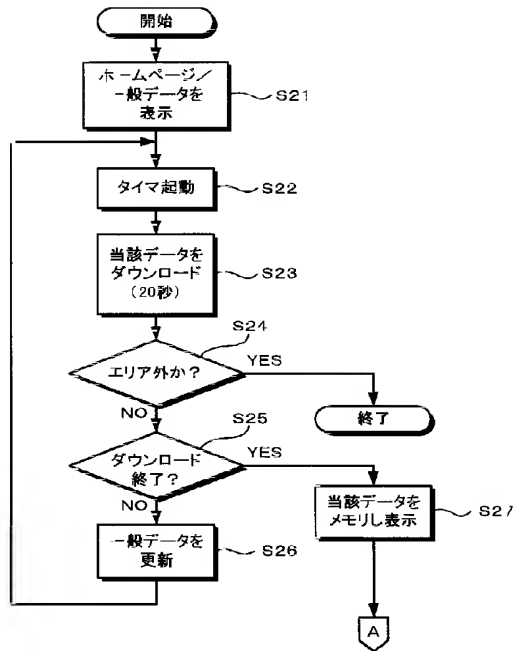 開始
ホームページ/
一般データを
表示
S21
タイマ起動
S22
当該データを
ダウンロード
(20秒)
S23
S24
エリア外か?
YES
終了
NO
S25
ダウンロード
終了?
YES
NO
当該データを
メモリし表示
S27
一般データを
更新
S26
A